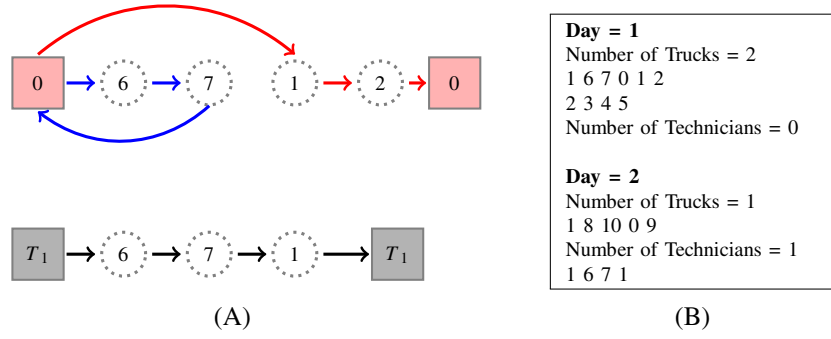 0 6 7 1 2 0
T1 6 7 1 T1
(A)
Day = 1
Number of Trucks = 2
1 6 7 0 1 2
2 3 4 5
Number of Technicians = 0
Day = 2
Number of Trucks = 1
1 8 10 0 9
Number of Technicians = 1
1 6 7 1
(B)